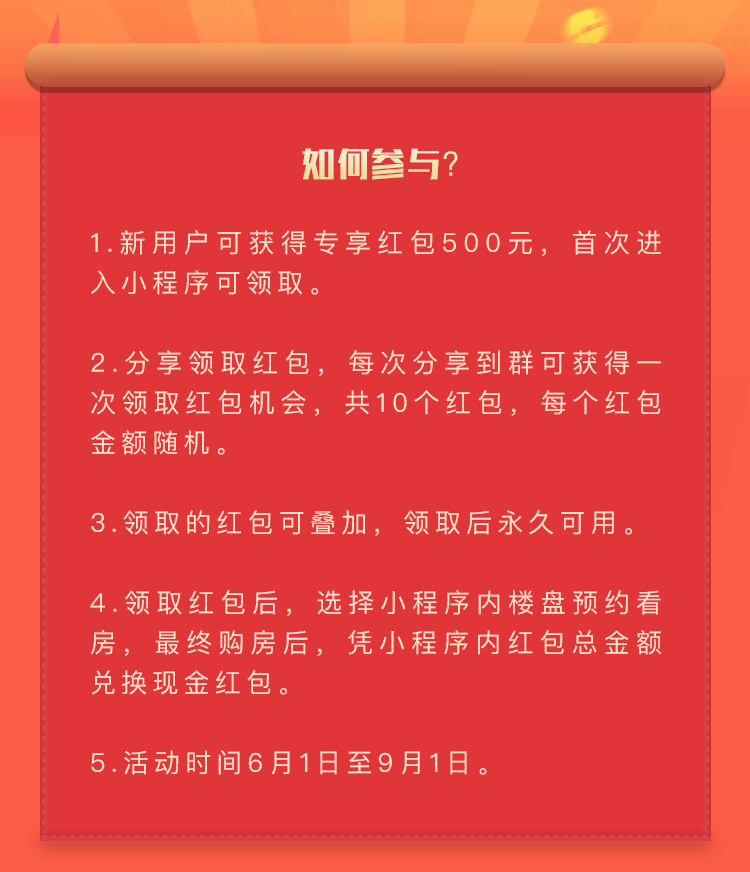 如何参与?
1.新用户可获得专享红包500元，首次进
入小程序可领取。
2.分享领取红包，每次分享到群可获得一
次领取红包机会，共10个红包，每个红包
金额随机。
3.领取的红包可叠加，领取后永久可用。
4.领取红包后，选择小程序内楼盘预约看
房，最终购房后，凭小程序内红包总金额
兑换现金红包。
5.活动时间6月1日至9月1日。